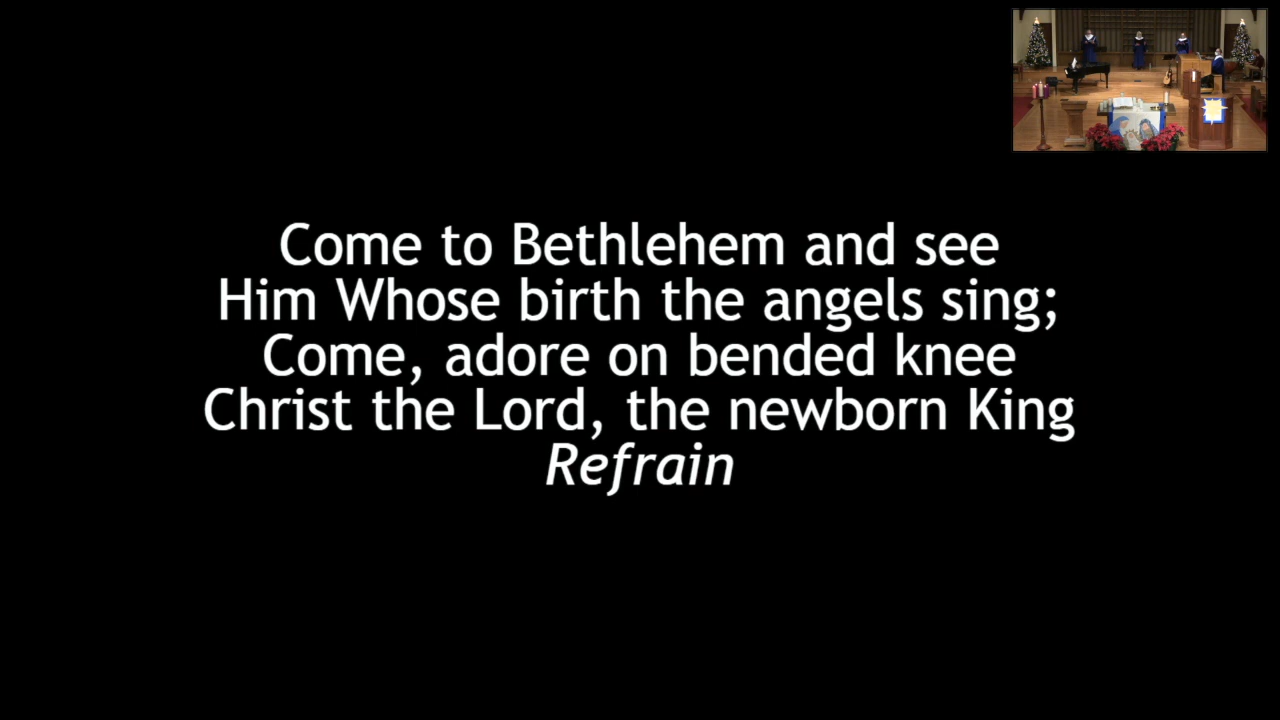 Come to Bethlehem and see
Him Whose birth the angels sing;
Come, adore on bended knee
Christ the Lord, the newborn King
Refrain